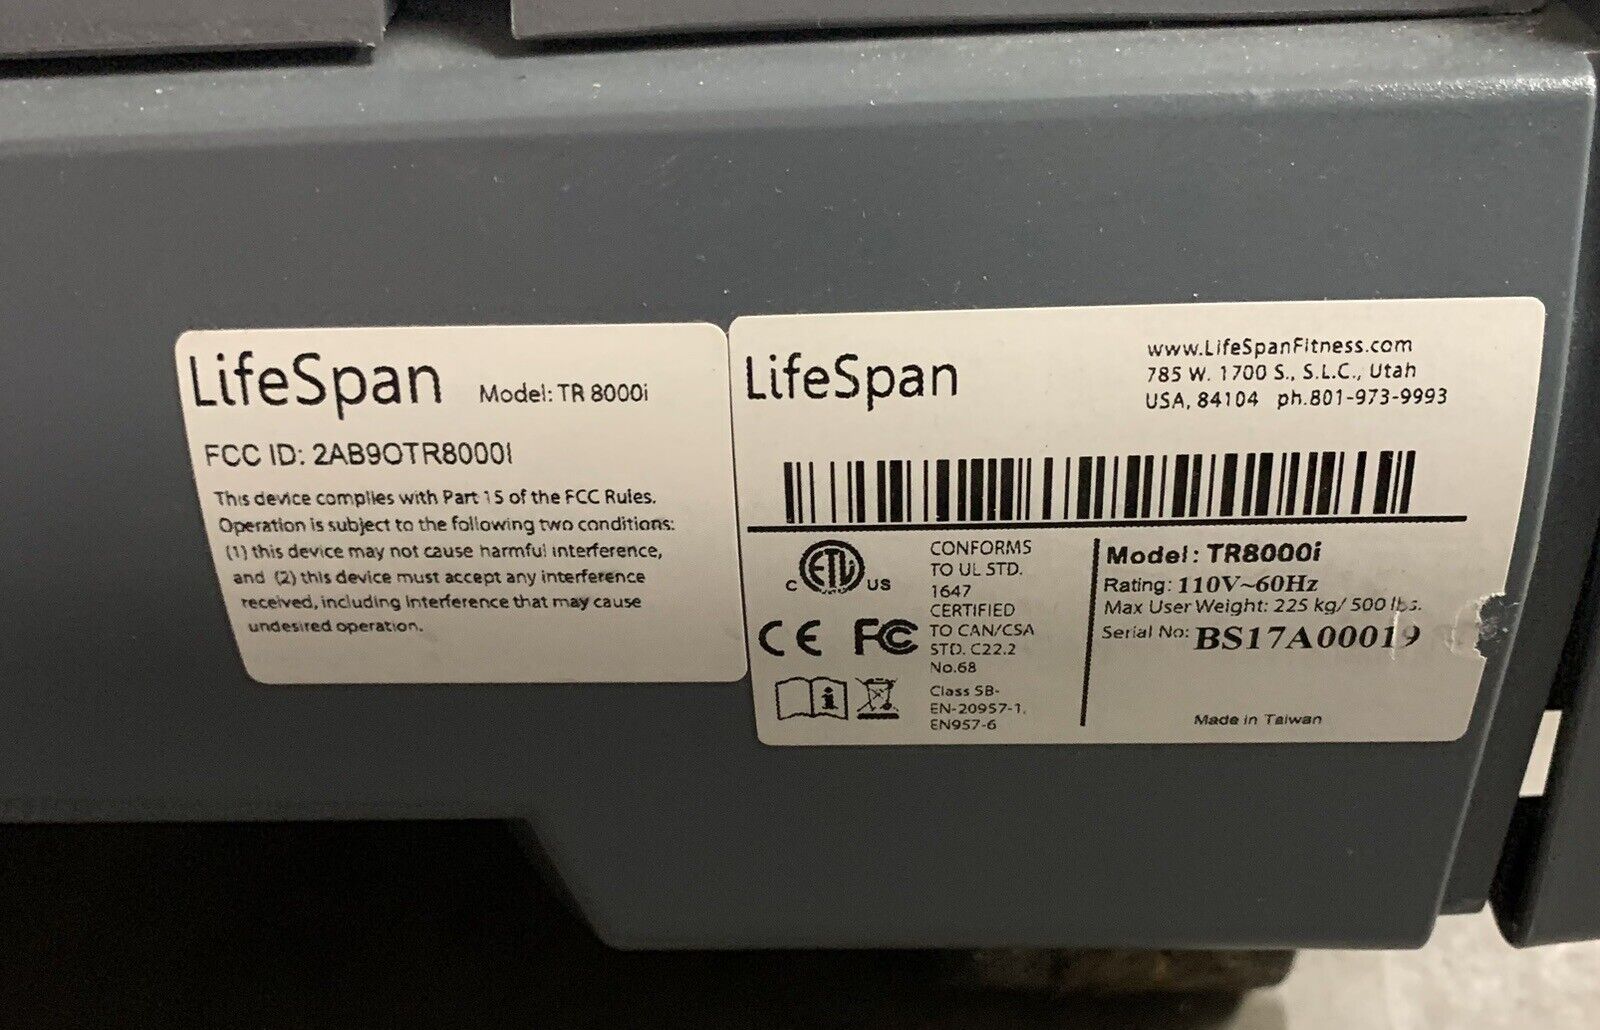 LifeSpan Model: TR 8000i
FCC ID: 2AB9OTR8000I
This device complies with Part 15 of the FCC Rules.
Operation is subject to the following two conditions:
(1) this device may not cause harmful interference,
and (2) this device must accept any interference
received, including interference that may cause
undesired operation.
LifeSpan
www.LifeSpanFitness.com
785 W. 1700 S., S.L.C., Utah
USA, 84104 ph.801-973-9993
C ETL US
Intertek
CE FC
CONFORMS
TO UL STD.
1647
CERTIFIED
TO CAN/CSA
STD. C22.2
No.68
Class SB-
EN-20957-1,
EN957-6
Model: TR8000i
Rating: 110V~60Hz
Max User Weight: 225 kg/ 500 lbs.
Serial No: BS17A00019
Made in Taiwan